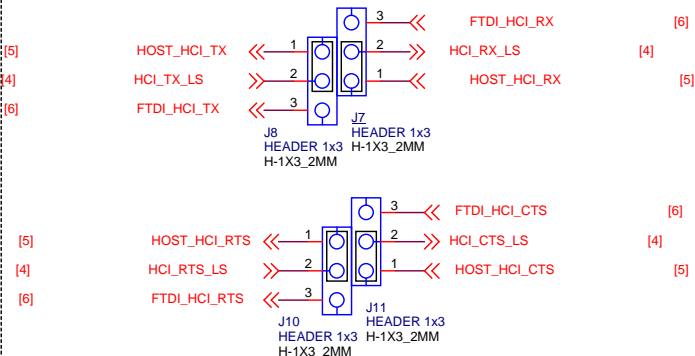 3 FTDI_HCI_RX [6]
[5] HOST_HCI_TX 1 2 HCI_RX_LS [4]
[4] HCI_TX_LS 2 1 HOST_HCI_RX [5]
[6] FTDI_HCI_TX 3
J8 J7
HEADER 1x3 HEADER 1x3
H-1X3_2MM H-1X3_2MM
3 FTDI_HCI_CTS [6]
[5] HOST_HCI_RTS 1 2 HCI_CTS_LS [4]
[4] HCI_RTS_LS 2 1 HOST_HCI_CTS [5]
[6] FTDI_HCI_RTS 3
J10 J11
HEADER 1x3 HEADER 1x3
H-1X3_2MM H-1X3_2MM